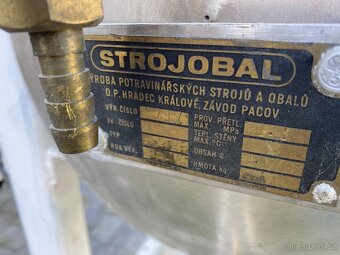 STROJOBAL
VÝROBA POTRAVINÁŘSKÝCH STROJŮ A OBALŮ
O.P. HRADEC KRÁLOVÉ, ZÁVOD PACOV
VÝR. ČÍSLO
PROV. PŘETL.
MAX. MPa
EV. ČÍSLO
TEPL. STĚNY
MAX. °C
TYP
OBSAH ℓ
ROK VÝR.
HMOTA kg